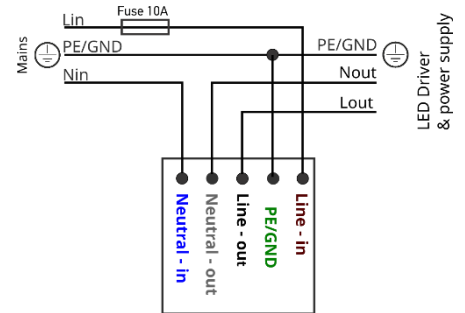 Fuse 10A
Lin
PE/GND
PE/GND
Nin
Nout
Lout
Mains
LED Driver
& power supply
Neutral - in
Neutral - out
Line - out
PE/GND
Line - in